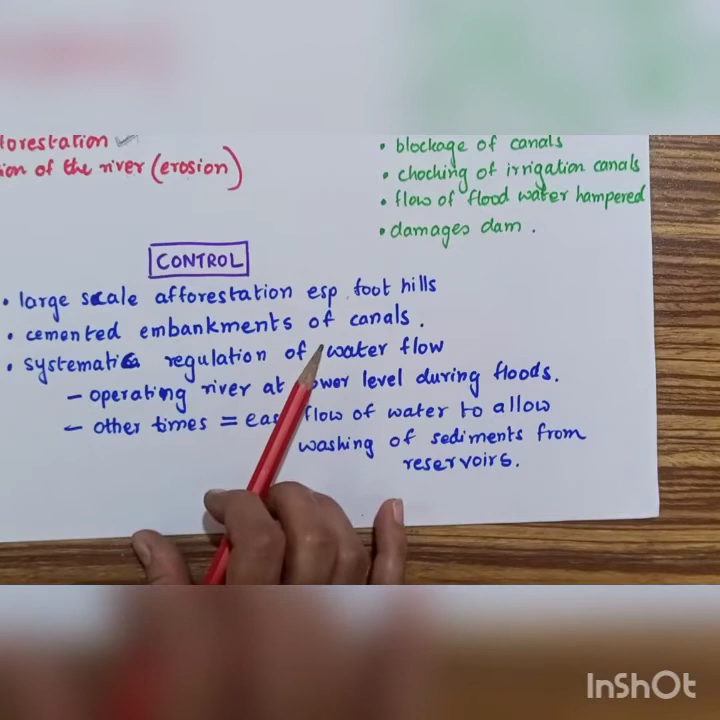 forestation
ion of the river (erosion)
• blockage of canals
• chocking of irrigation canals
• flow of flood water hampered
• damages dam .
CONTROL
• large scale afforestation esp foot hills
• cemented embankments of canals .
• systematic regulation of water flow
– operating river at lower level during floods.
– other times = flow of water to allow
washing of sediments from
reservoirs.
InShOt